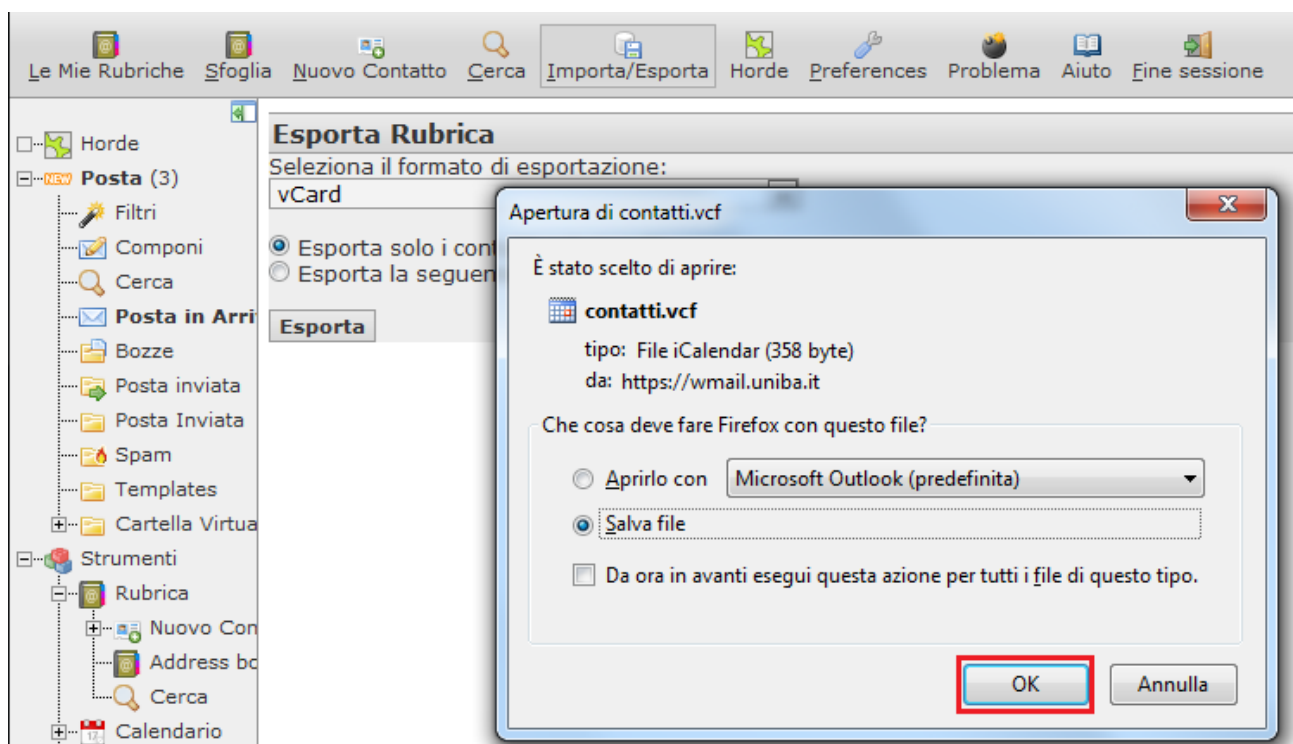 Le Mie Rubriche Sfoglia Nuovo Contatto Cerca Importa/Esporta Horde Preferences Problema Aiuto Fine sessione
Horde
NEW Posta (3)
Filtri
Componi
Cerca
Posta in Arri
Bozze
Posta inviata
Posta Inviata
Spam
Templates
Cartella Virtua
Strumenti
Rubrica
Nuovo Con
Address bo
Cerca
Calendario
Esporta Rubrica
Seleziona il formato di esportazione:
vCard
Esporta solo i cont
Esporta la seguen
Esporta
Apertura di contatti.vcf
È stato scelto di aprire:
contatti.vcf
tipo: File iCalendar (358 byte)
da: https://wmail.uniba.it
Che cosa deve fare Firefox con questo file?
Aprirlo con Microsoft Outlook (predefinita)
Salva file
Da ora in avanti esegui questa azione per tutti i file di questo tipo.
OK Annulla